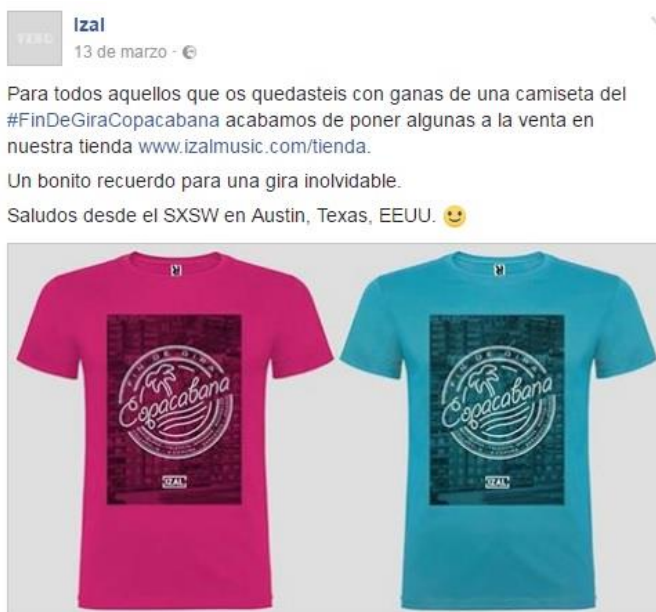 Izal
13 de marzo ·
Para todos aquellos que os quedasteis con ganas de una camiseta del
#FinDeGiraCopacabana acabamos de poner algunas a la venta en
nuestra tienda www.izalmusic.com/tienda.
Un bonito recuerdo para una gira inolvidable.
Saludos desde el SXSW en Austin, Texas, EEUU.
FIN DE GIRA
Copacabana
IZAL
FIN DE GIRA
Copacabana
IZAL